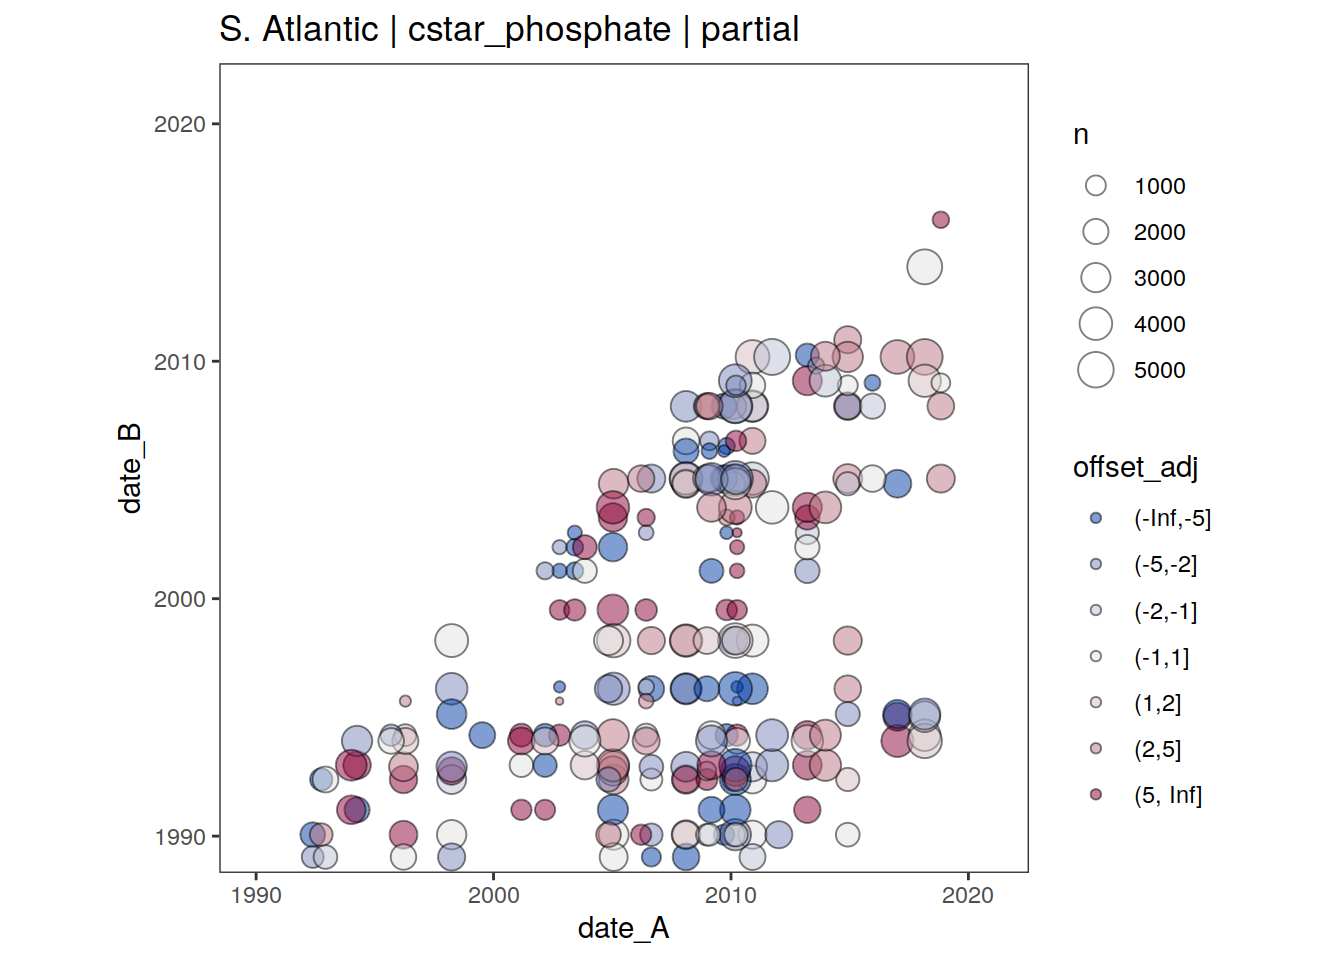 S. Atlantic | cstar_phosphate | partial
date_B
2020
2010
2000
1990
1990
2000
2010
2020
date_A
n
1000
2000
3000
4000
5000
offset_adj
(-Inf,-5]
(-5,-2]
(-2,-1]
(-1,1]
(1,2]
(2,5]
(5, Inf]